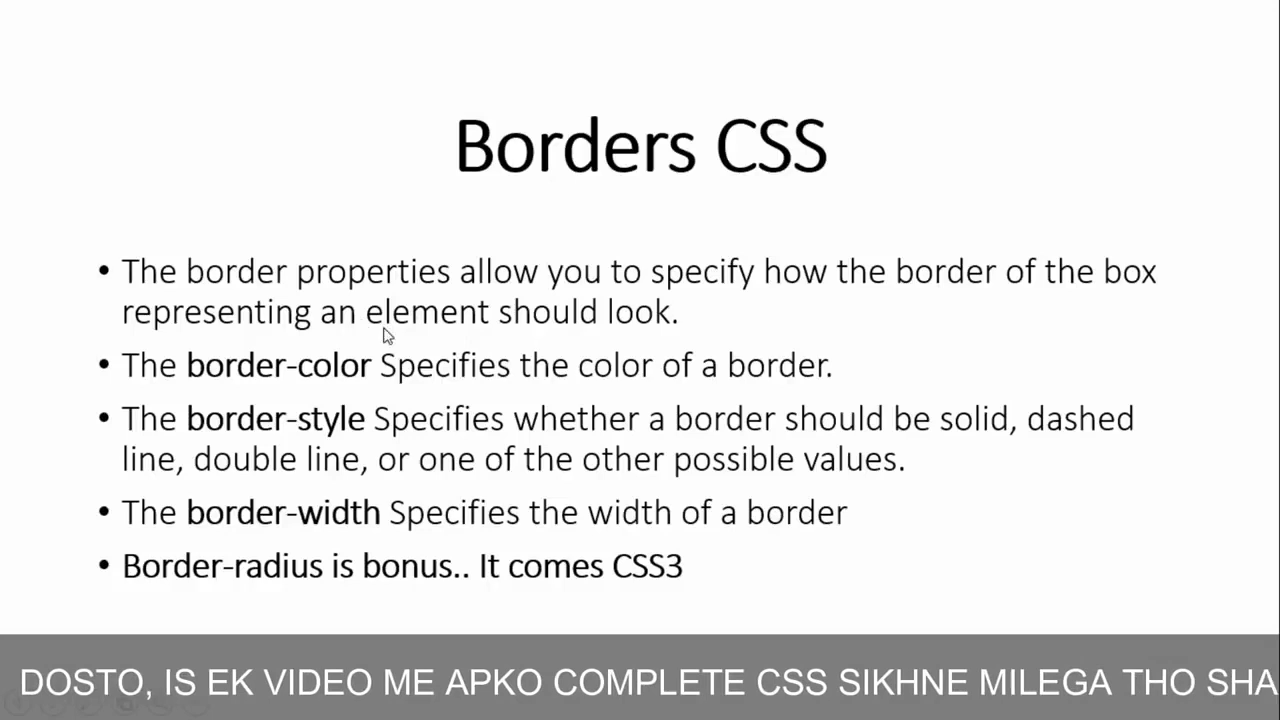 Borders CSS
• The border properties allow you to specify how the border of the box
representing an element should look.
• The border-color Specifies the color of a border.
• The border-style Specifies whether a border should be solid, dashed
line, double line, or one of the other possible values.
• The border-width Specifies the width of a border
• Border-radius is bonus.. It comes CSS3
DOSTO, IS EK VIDEO ME APKO COMPLETE CSS SIKHNE MILEGA THO SHA